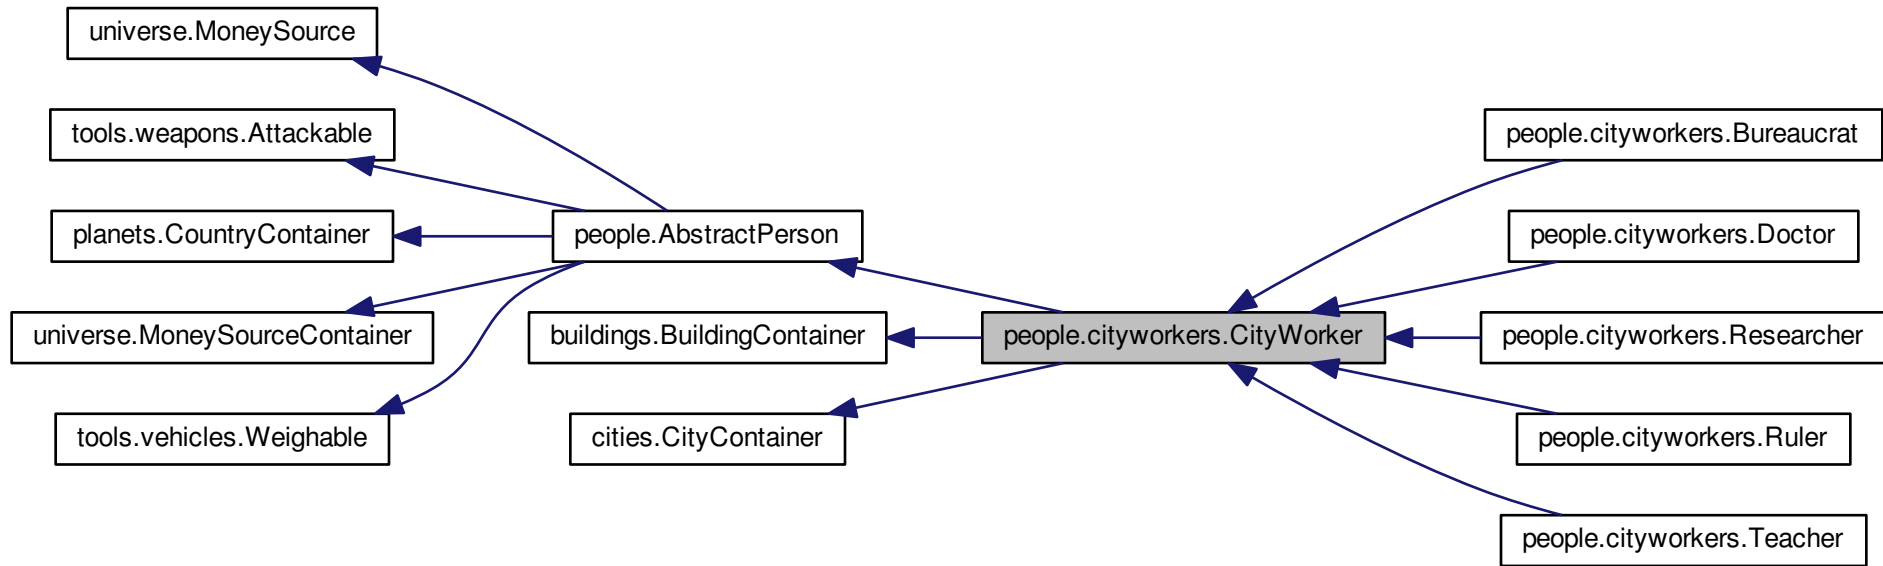 universe.MoneySource
tools.weapons.Attackable
planets.CountryContainer
universe.MoneySourceContainer
tools.vehicles.Weighable
people.AbstractPerson
buildings.BuildingContainer
cities.CityContainer
people.cityworkers.CityWorker
people.cityworkers.Bureaucrat
people.cityworkers.Doctor
people.cityworkers.Researcher
people.cityworkers.Ruler
people.cityworkers.Teacher